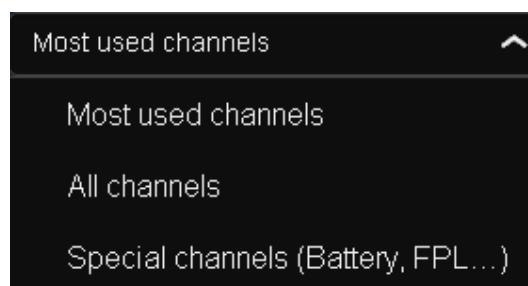 Most used channels
Most used channels
All channels
Special channels (Battery, FPL...)